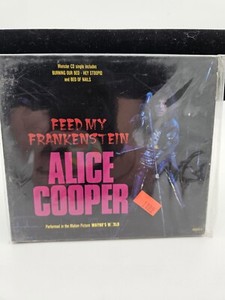 Monster CD single includes
BURNING OUR BED • HEY STOOPID
and BED OF NAILS
FEED MY
FRANKENSTEIN
ALICE
COOPER
Performed in the Motion Picture WAYNE'S WORLD